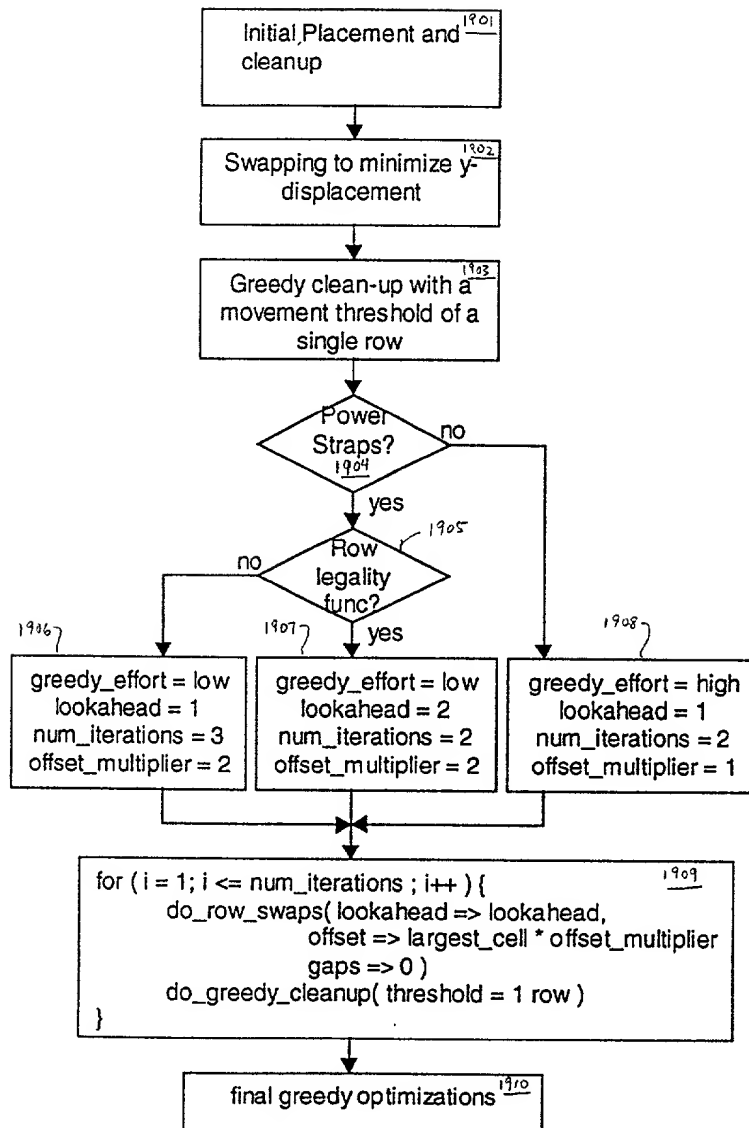 1901
Initial Placement and
cleanup
1902
Swapping to minimize y-
displacement
1903
Greedy clean-up with a
movement threshold of a
single row
Power
Straps?
1904
no
yes
1905
Row
legality
func?
no
yes
1906
greedy_effort = low
lookahead = 1
num_iterations = 3
offset_multiplier = 2
1907
greedy_effort = low
lookahead = 2
num_iterations = 2
offset_multiplier = 2
1908
greedy_effort = high
lookahead = 1
num_iterations = 2
offset_multiplier = 1
1909
for ( i = 1; i <= num_iterations ; i++ ) {
do_row_swaps( lookahead => lookahead,
offset => largest_cell * offset_multiplier
gaps => 0 )
do_greedy_cleanup( threshold = 1 row )
}
final greedy optimizations 1910